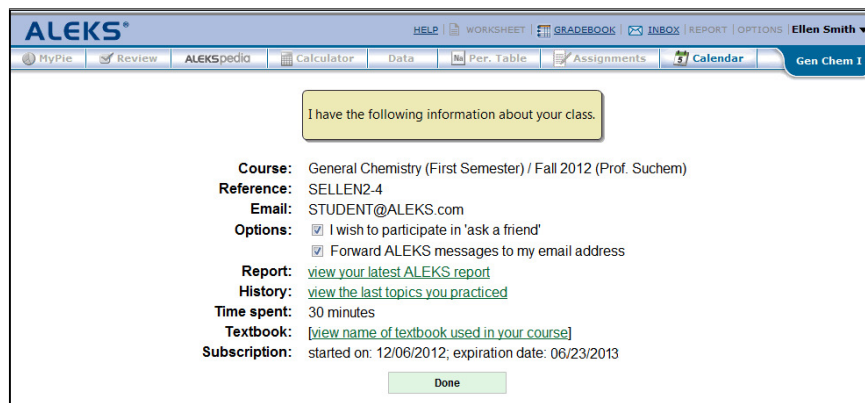 ALEKS®
HELP | WORKSHEET | GRADEBOOK | INBOX | REPORT | OPTIONS | Ellen Smith
MyPie Review ALEKSpedia Calculator Data Na Per. Table Assignments 5 Calendar Gen Chem I
I have the following information about your class.
Course: General Chemistry (First Semester) / Fall 2012 (Prof. Suchem)
Reference: SELLEN2-4
Email: STUDENT@ALEKS.com
Options: I wish to participate in 'ask a friend'
Forward ALEKS messages to my email address
Report: view your latest ALEKS report
History: view the last topics you practiced
Time spent: 30 minutes
Textbook: [view name of textbook used in your course]
Subscription: started on: 12/06/2012; expiration date: 06/23/2013
Done